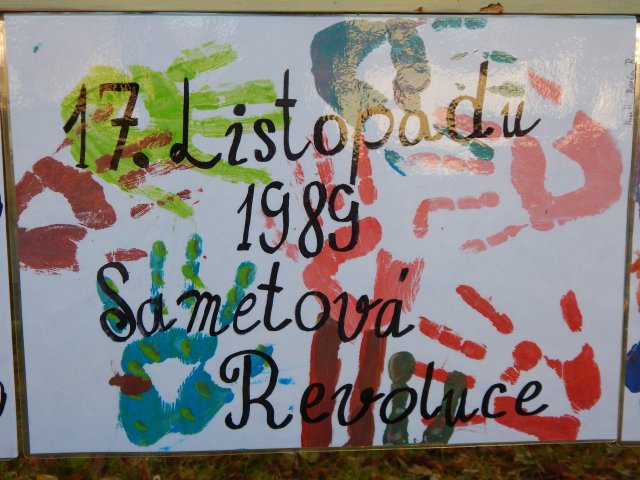 17. Listopadu
1989
Sametová
Revoluce